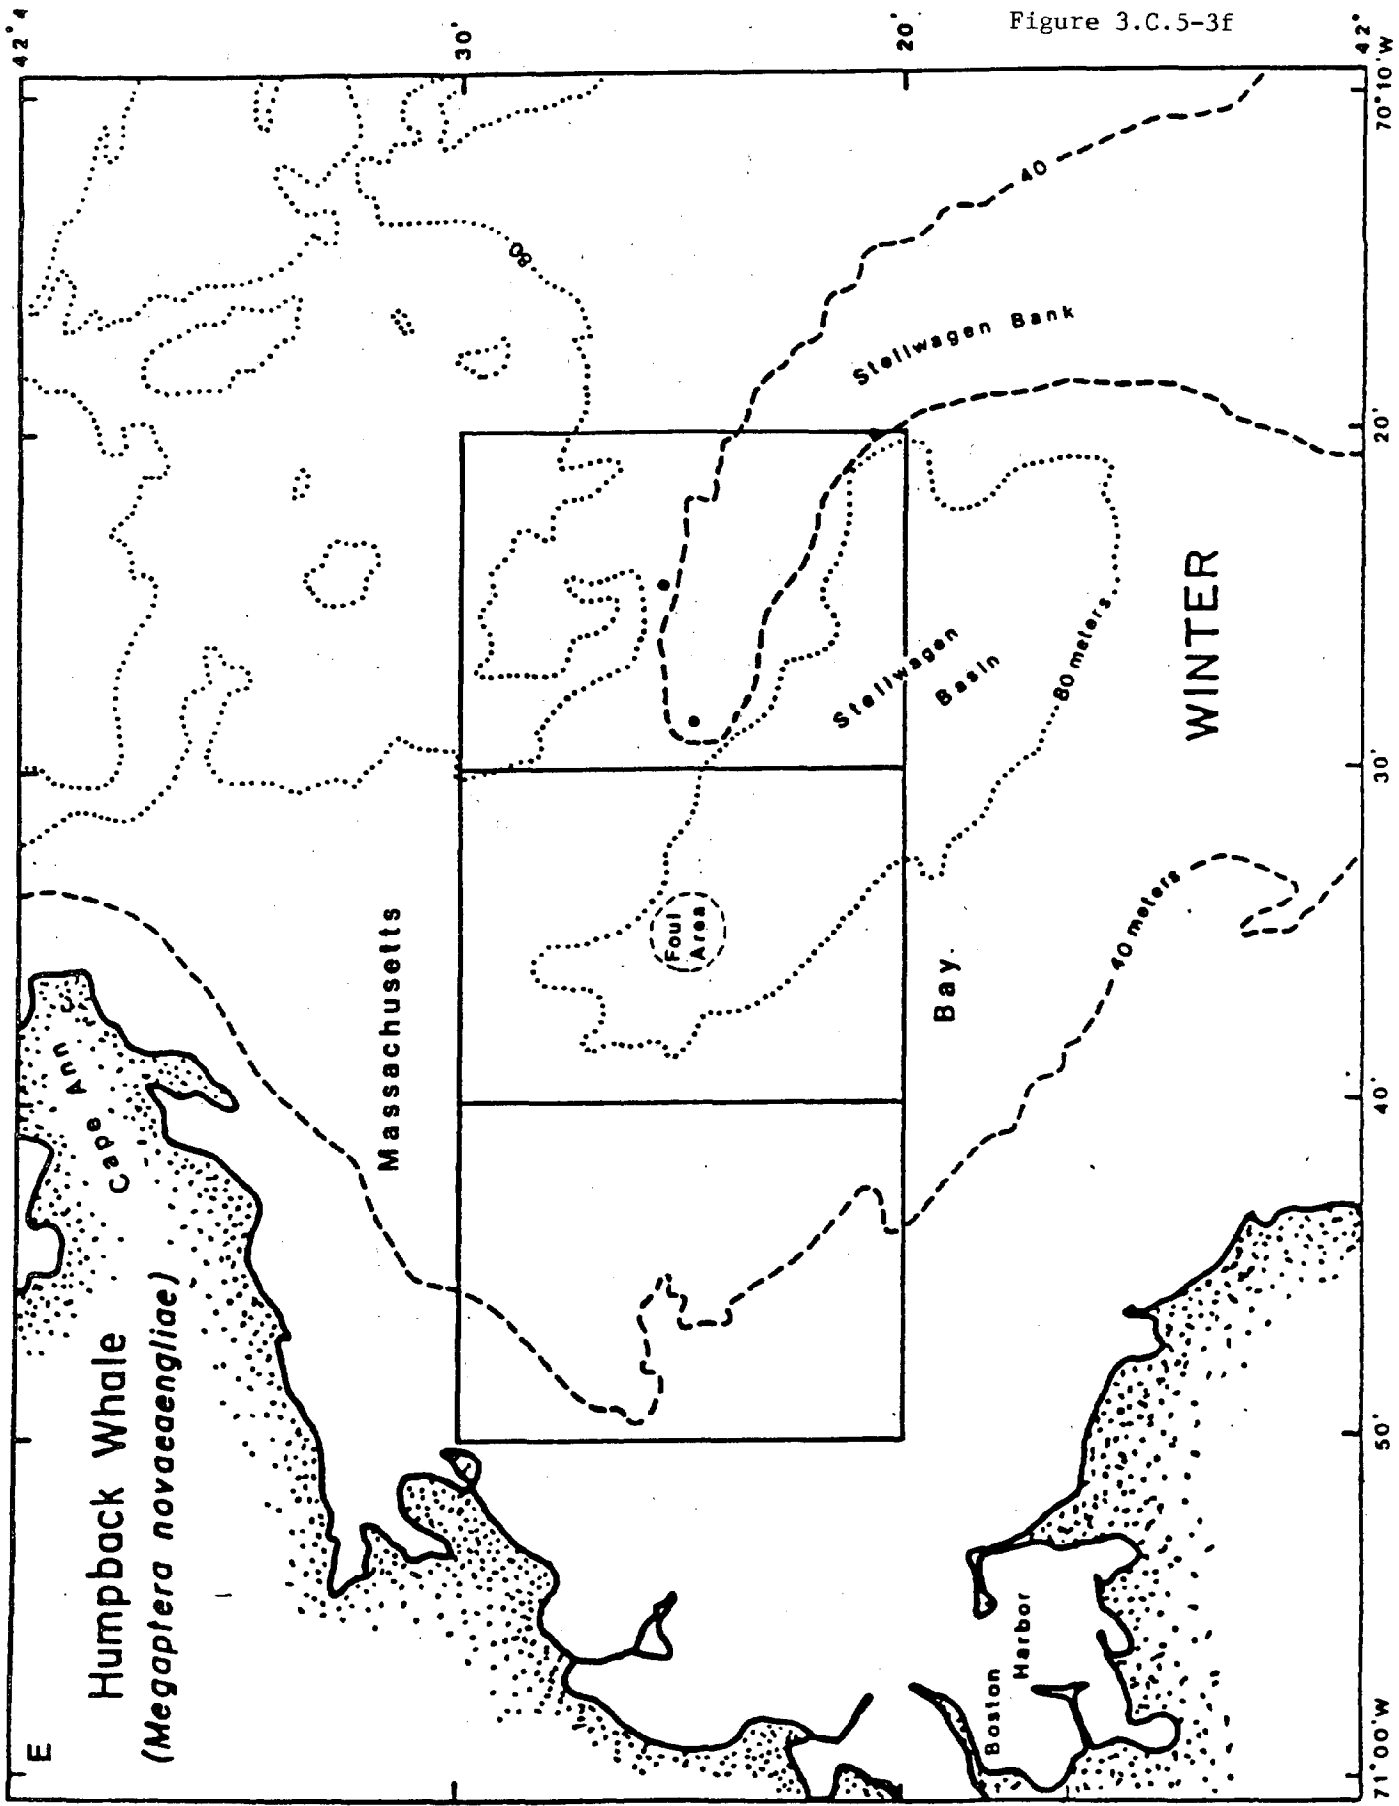 Figure 3.C.5-3f
E
Humpback Whale
(Megaptera novaeangliae)
Cape Ann
Massachusetts
Bay.
Foul
Area
80
40
Stellwagen Bank
Stellwagen
Basin
80 meters
40 meters
WINTER
Boston
Harbor
42°4
30'
20'
42°
71°00'W
50'
40'
30'
20'
70°10'W